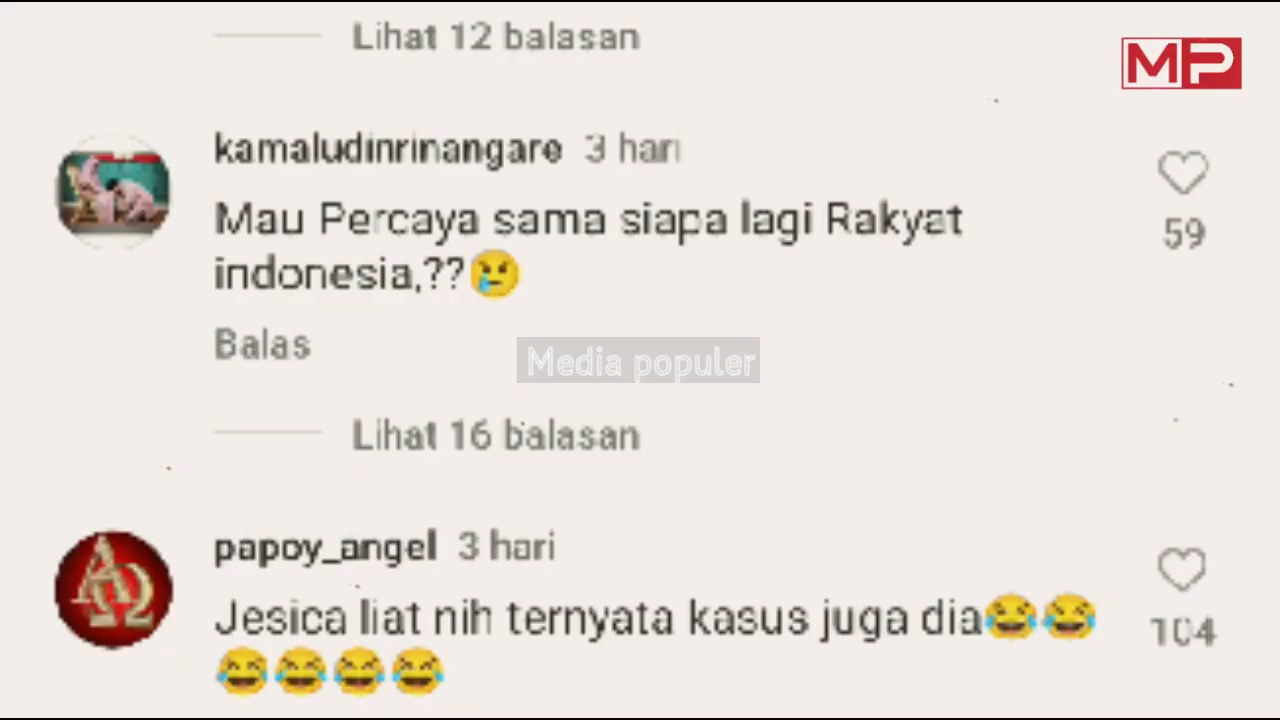 Lihat 12 balasan
MP
kamaludinrinangare 3 hari
Mau Percaya sama siapa lagi Rakyat
indonesia,??😢
59
Balas
Media populer
Lihat 16 balasan
papoy_angel 3 hari
Jesica liat nih ternyata kasus juga dia😂😂
😂😂😂😂
104